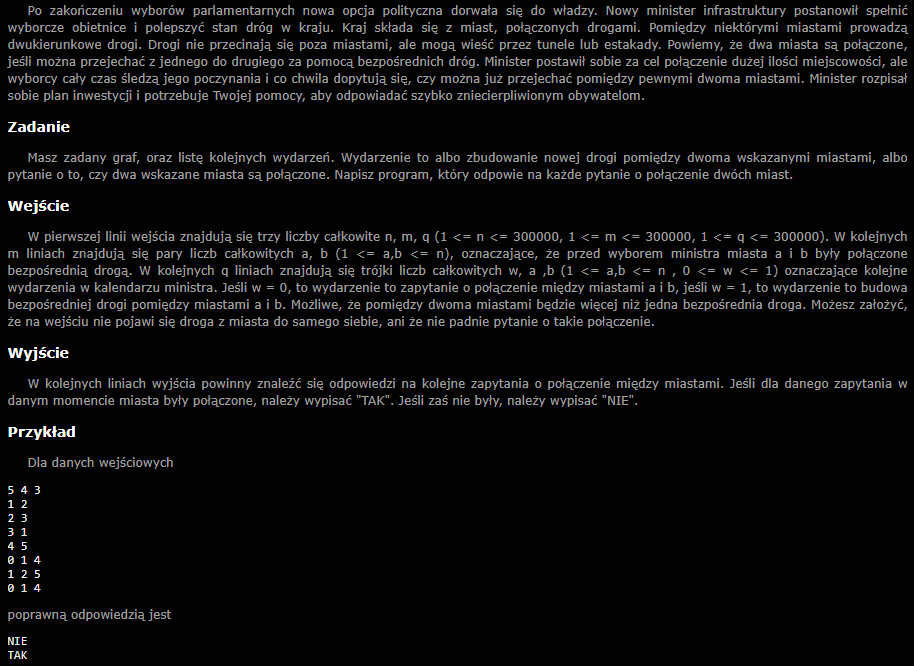 Po zakończeniu wyborów parlamentarnych nowa opcja polityczna dorwała się do władzy. Nowy minister infrastruktury postanowił spełnić
wyborcze obietnice i polepszyć stan dróg w kraju. Kraj składa się z miast, połączonych drogami. Pomiędzy niektórymi miastami prowadzą
dwukierunkowe drogi. Drogi nie przecinają się poza miastami, ale mogą wieść przez tunele lub estakady. Powiemy, że dwa miasta są połączone,
jeśli można przejechać z jednego do drugiego za pomocą bezpośrednich dróg. Minister postawił sobie za cel połączenie dużej ilości miejscowości, ale
wyborcy cały czas śledzą jego poczynania i co chwila dopytują się, czy można już przejechać pomiędzy pewnymi dwoma miastami. Minister rozpisał
sobie plan inwestycji i potrzebuje Twojej pomocy, aby odpowiadać szybko zniecierpliwionym obywatelom.
Zadanie
Masz zadany graf, oraz listę kolejnych wydarzeń. Wydarzenie to albo zbudowanie nowej drogi pomiędzy dwoma wskazanymi miastami, albo
pytanie o to, czy dwa wskazane miasta są połączone. Napisz program, który odpowie na każde pytanie o połączenie dwóch miast.
Wejście
W pierwszej linii wejścia znajdują się trzy liczby całkowite n, m, q (1 <= n <= 300000, 1 <= m <= 300000, 1 <= q <= 300000). W kolejnych
m liniach znajdują się pary liczb całkowitych a, b (1 <= a,b <= n), oznaczające, że przed wyborem ministra miasta a i b były połączone
bezpośrednią drogą. W kolejnych q liniach znajdują się trójki liczb całkowitych w, a ,b (1 <= a,b <= n , 0 <= w <= 1) oznaczające kolejne
wydarzenia w kalendarzu ministra. Jeśli w = 0, to wydarzenie to zapytanie o połączenie między miastami a i b, jeśli w = 1, to wydarzenie to budowa
bezpośredniej drogi pomiędzy miastami a i b. Możliwe, że pomiędzy dwoma miastami będzie więcej niż jedna bezpośrednia droga. Możesz założyć,
że na wejściu nie pojawi się droga z miasta do samego siebie, ani że nie padnie pytanie o takie połączenie.
Wyjście
W kolejnych liniach wyjścia powinny znaleźć się odpowiedzi na kolejne zapytania o połączenie między miastami. Jeśli dla danego zapytania w
danym momencie miasta były połączone, należy wypisać "TAK". Jeśli zaś nie były, należy wypisać "NIE".
Przykład
Dla danych wejściowych
5 4 3
1 2
2 3
3 1
4 5
0 1 4
1 2 5
0 1 4
poprawną odpowiedzią jest
NIE
TAK